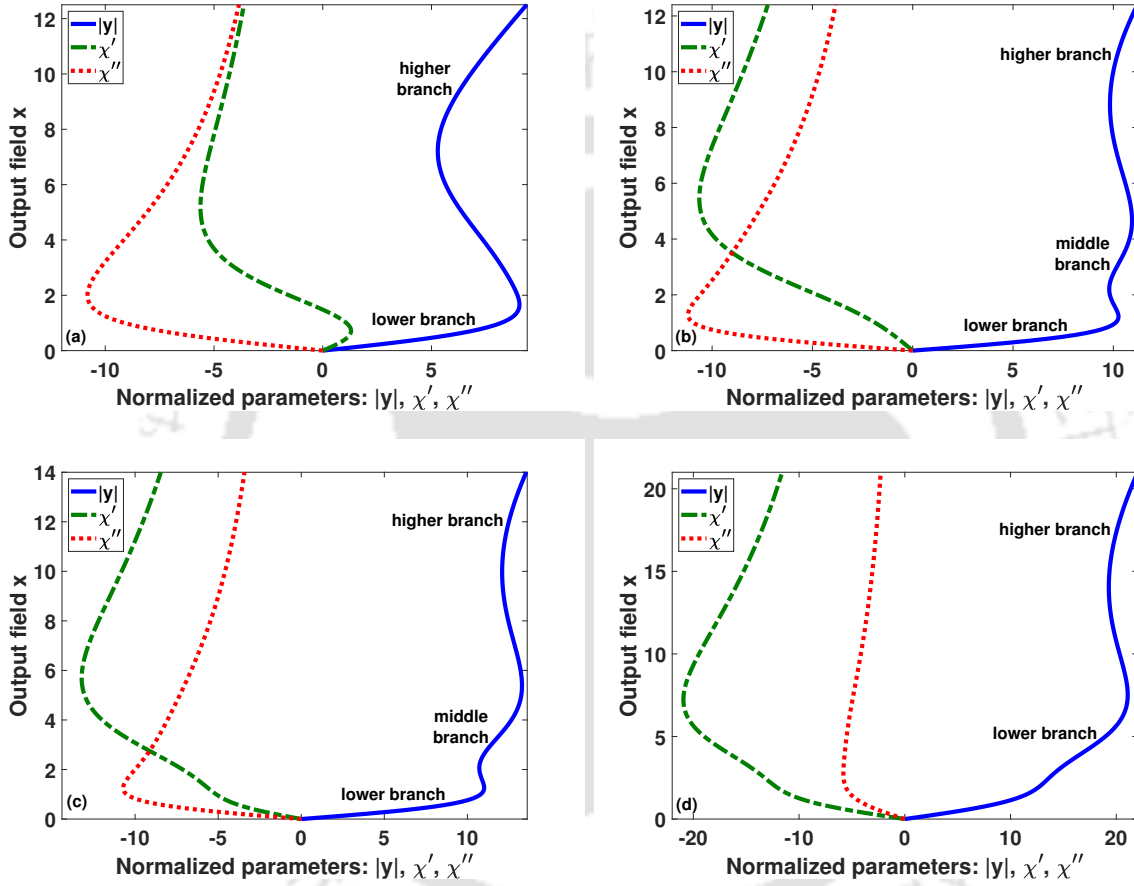 12
10
8
6
4
2
0
-10
-5
0
5
|y|
χ′
χ′′
higher
branch
lower branch
(a)
Output field x
Normalized parameters: |y|, χ′, χ′′
12
10
8
6
4
2
0
-10
-5
0
5
10
|y|
χ′
χ′′
higher branch
middle
branch
lower branch
(b)
Output field x
Normalized parameters: |y|, χ′, χ′′
14
12
10
8
6
4
2
0
-10
-5
0
5
10
|y|
χ′
χ′′
higher branch
middle
branch
lower branch
(c)
Output field x
Normalized parameters: |y|, χ′, χ′′
20
15
10
5
0
-20
-10
0
10
20
|y|
χ′
χ′′
higher branch
lower branch
(d)
Output field x
Normalized parameters: |y|, χ′, χ′′